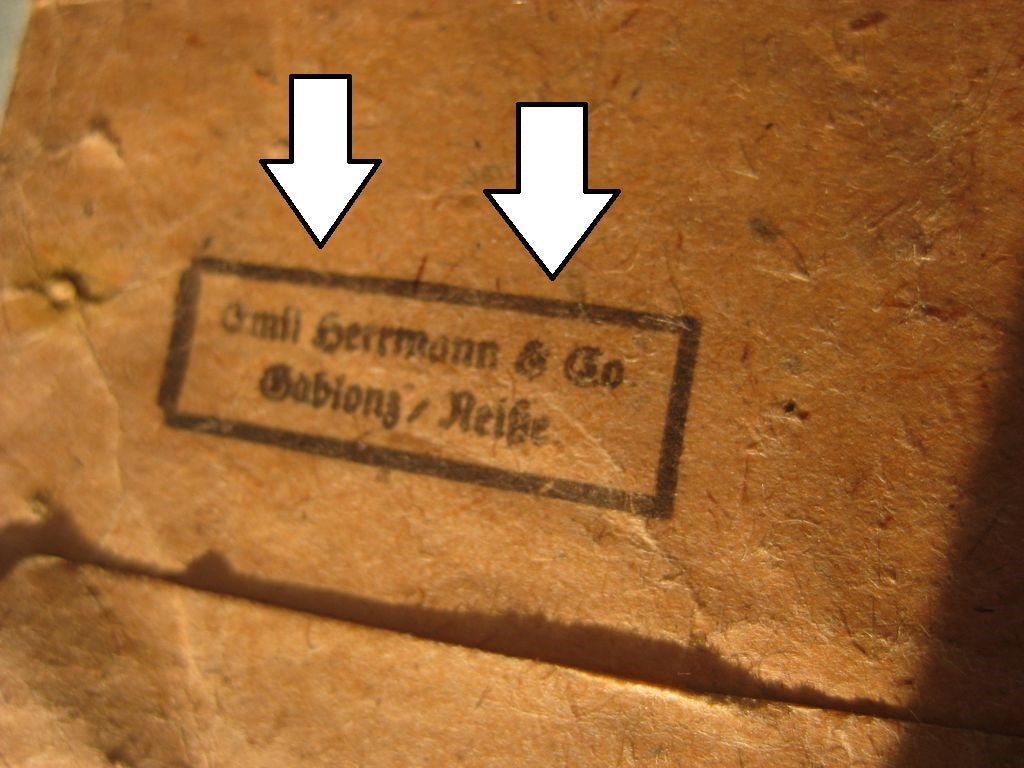 Emil Herrmann & Co
Gablonz / Neiße